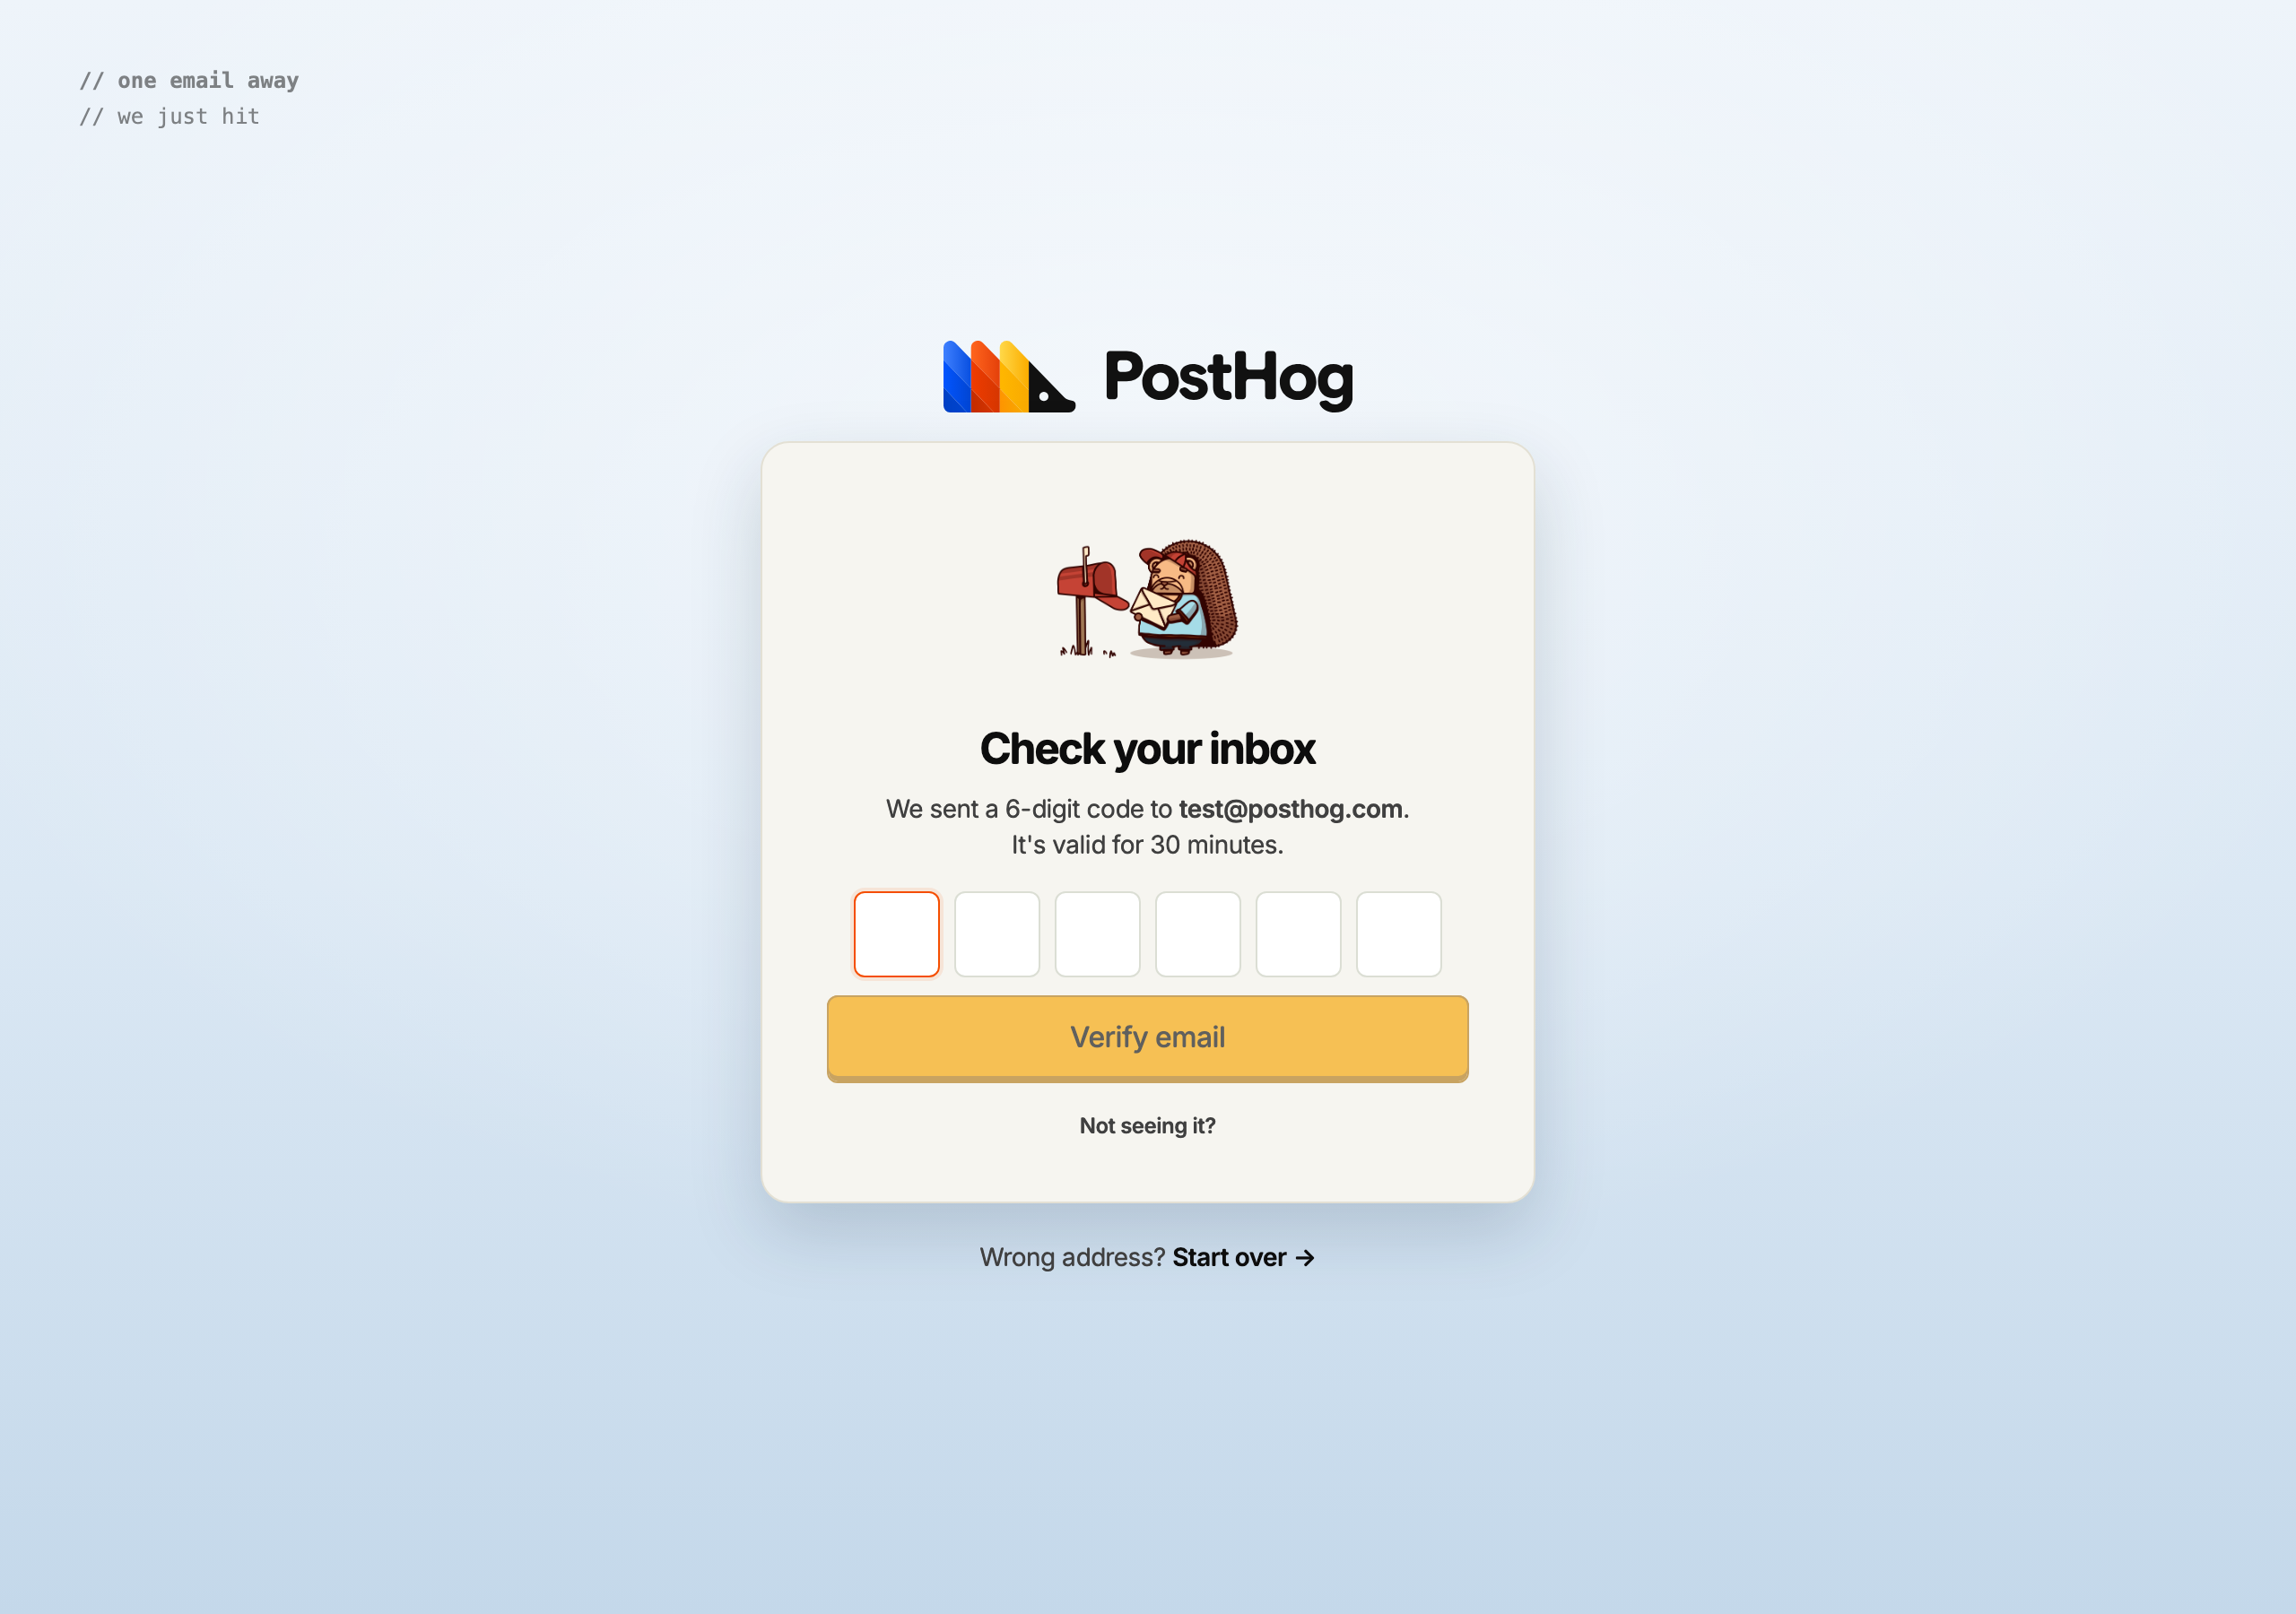 // one email away
// we just hit
PostHog
Check your inbox
We sent a 6-digit code to test@posthog.com.
It's valid for 30 minutes.
Verify email
Not seeing it?
Wrong address? Start over →